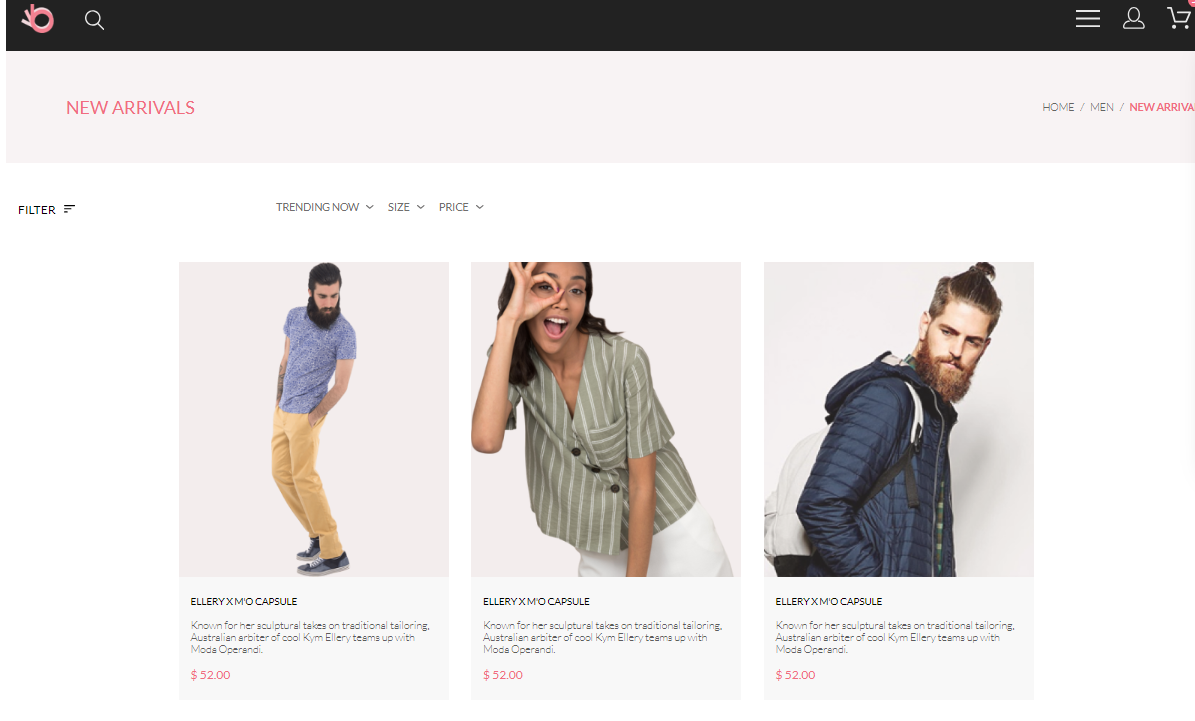 NEW ARRIVALS
HOME / MEN / NEW ARRIVA
FILTER
TRENDING NOW SIZE PRICE
ELLERY X M'O CAPSULE
Known for her sculptural takes on traditional tailoring,
Australian arbiter of cool Kym Ellery teams up with
Moda Operandi.
$ 52.00
ELLERY X M'O CAPSULE
Known for her sculptural takes on traditional tailoring,
Australian arbiter of cool Kym Ellery teams up with
Moda Operandi.
$ 52.00
ELLERY X M'O CAPSULE
Known for her sculptural takes on traditional tailoring,
Australian arbiter of cool Kym Ellery teams up with
Moda Operandi.
$ 52.00